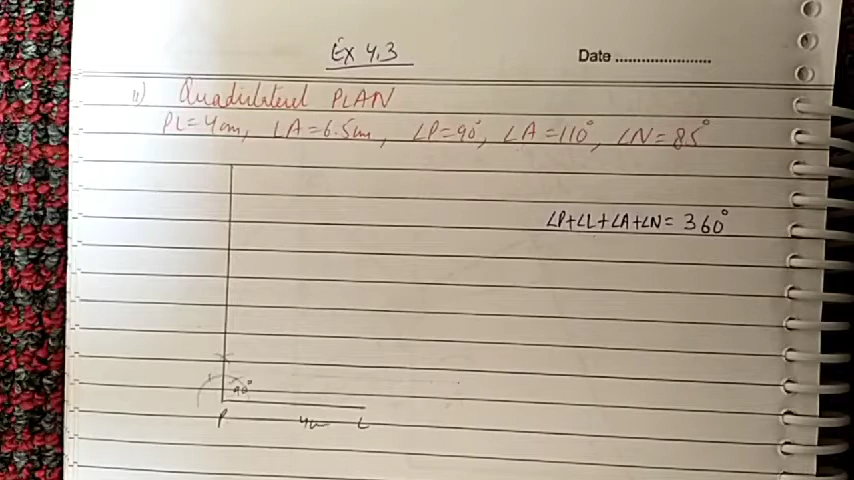 Ex 4.3
Date ........................
ii) Quadrilateral PLAN
PL=4cm, LA=6.5cm, ∠P=90°, ∠A=110°, ∠N=85°
∠P+∠L+∠A+∠N= 360°
90°
P 4cm L